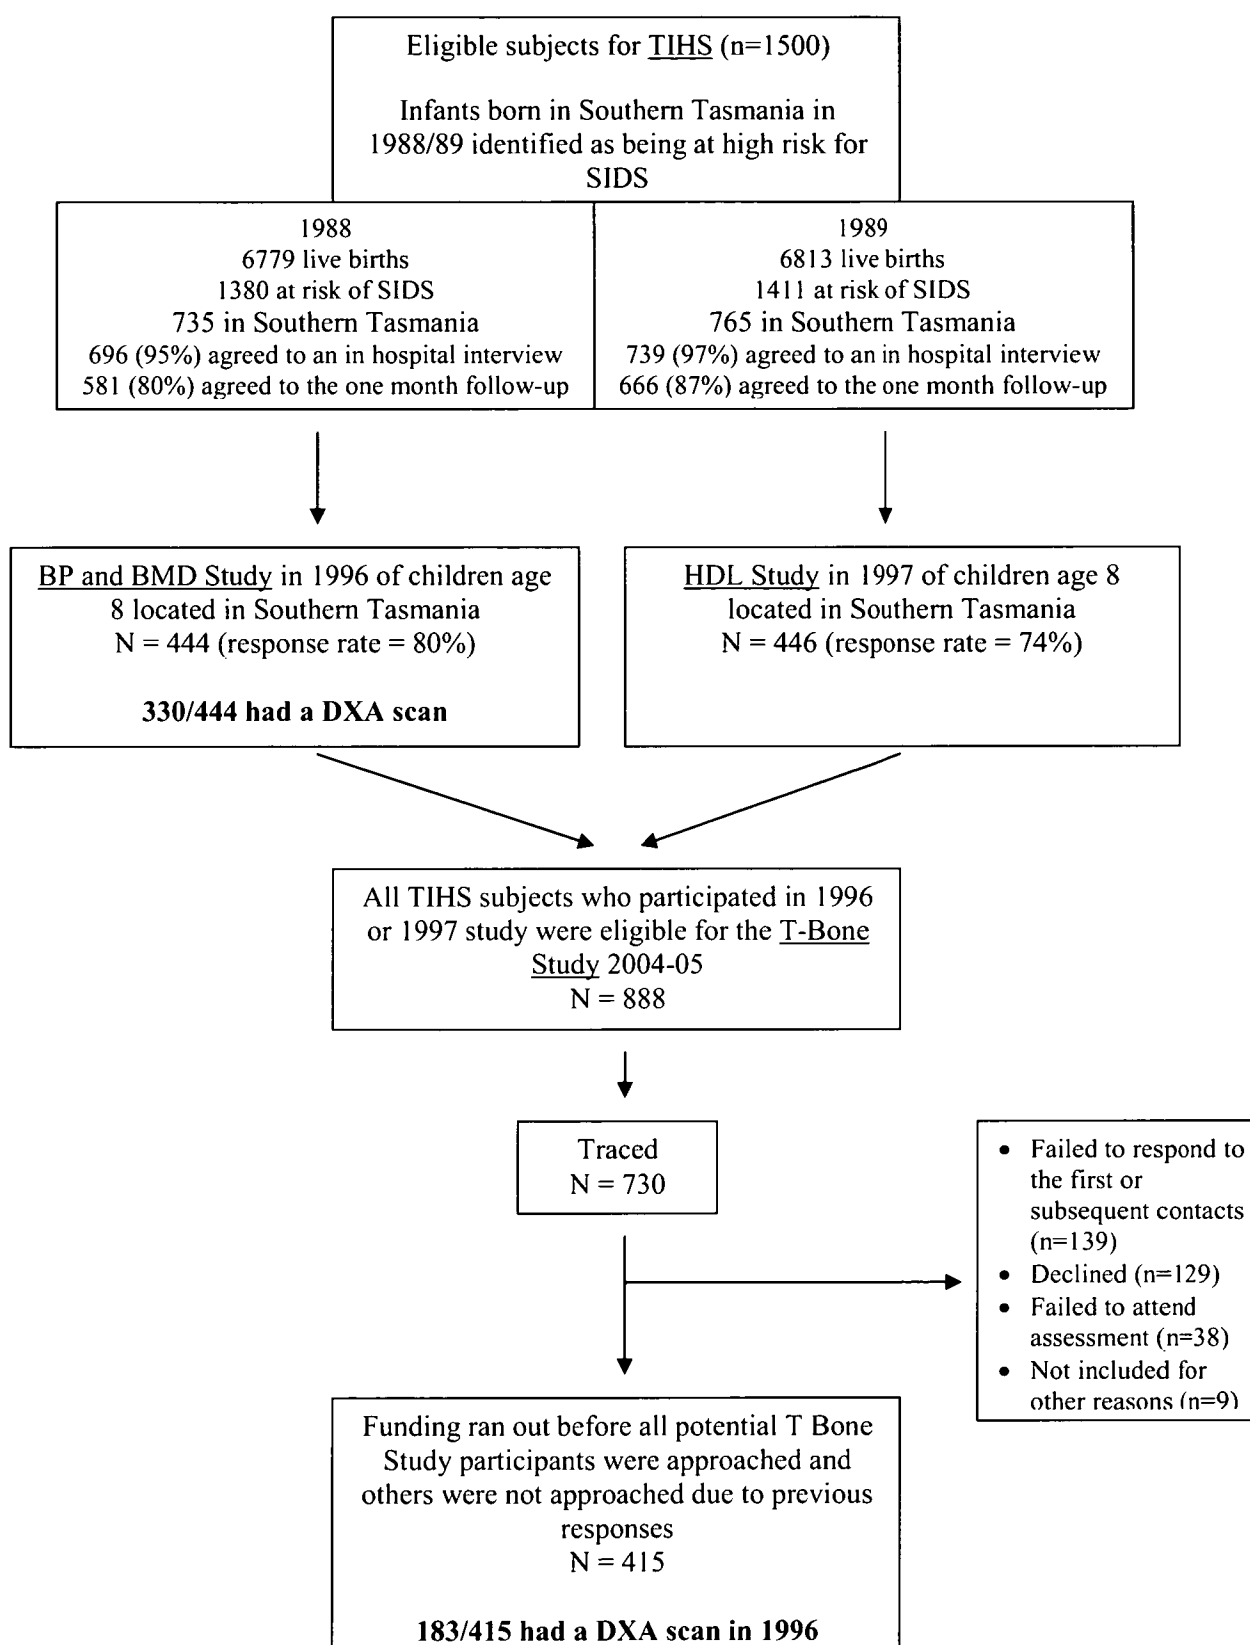 Eligible subjects for TIHS (n=1500)
Infants born in Southern Tasmania in
1988/89 identified as being at high risk for
SIDS
1988
6779 live births
1380 at risk of SIDS
735 in Southern Tasmania
696 (95%) agreed to an in hospital interview
581 (80%) agreed to the one month follow-up
1989
6813 live births
1411 at risk of SIDS
765 in Southern Tasmania
739 (97%) agreed to an in hospital interview
666 (87%) agreed to the one month follow-up
BP and BMD Study in 1996 of children age
8 located in Southern Tasmania
N = 444 (response rate = 80%)
330/444 had a DXA scan
HDL Study in 1997 of children age 8
located in Southern Tasmania
N = 446 (response rate = 74%)
All TIHS subjects who participated in 1996
or 1997 study were eligible for the T-Bone
Study 2004-05
N = 888
Traced
N = 730
• Failed to respond to
the first or
subsequent contacts
(n=139)
• Declined (n=129)
• Failed to attend
assessment (n=38)
• Not included for
other reasons (n=9)
Funding ran out before all potential T Bone
Study participants were approached and
others were not approached due to previous
responses
N = 415
183/415 had a DXA scan in 1996